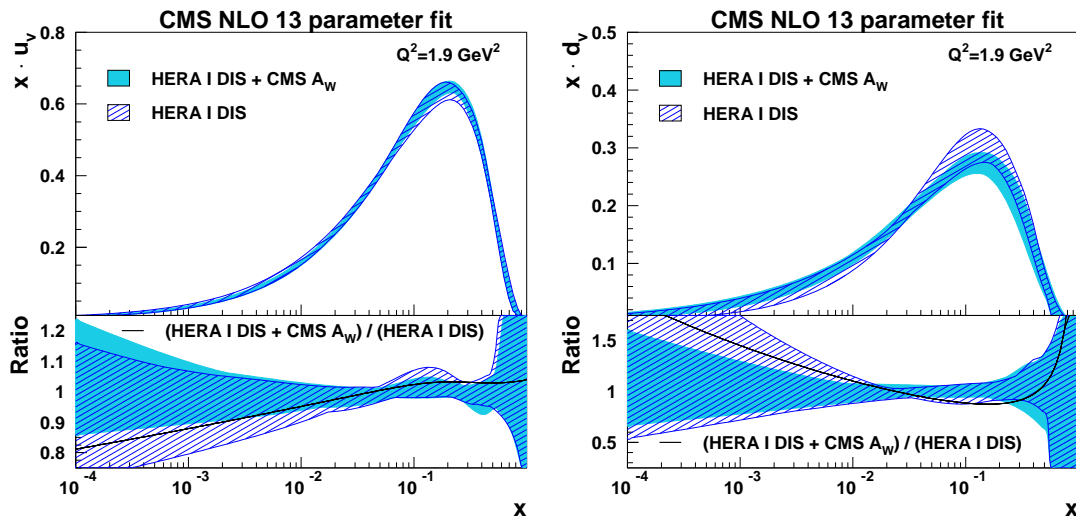 CMS NLO 13 parameter fit
x · u_v
Q²=1.9 GeV²
HERA I DIS + CMS A_W
HERA I DIS
0.8
0.6
0.4
0.2
Ratio
(HERA I DIS + CMS A_W) / (HERA I DIS)
1.2
1.1
1
0.9
0.8
10⁻⁴
10⁻³
10⁻²
10⁻¹
x
CMS NLO 13 parameter fit
x · d_v
Q²=1.9 GeV²
HERA I DIS + CMS A_W
HERA I DIS
0.5
0.4
0.3
0.2
0.1
Ratio
1.5
1
0.5
(HERA I DIS + CMS A_W) / (HERA I DIS)
10⁻⁴
10⁻³
10⁻²
10⁻¹
x